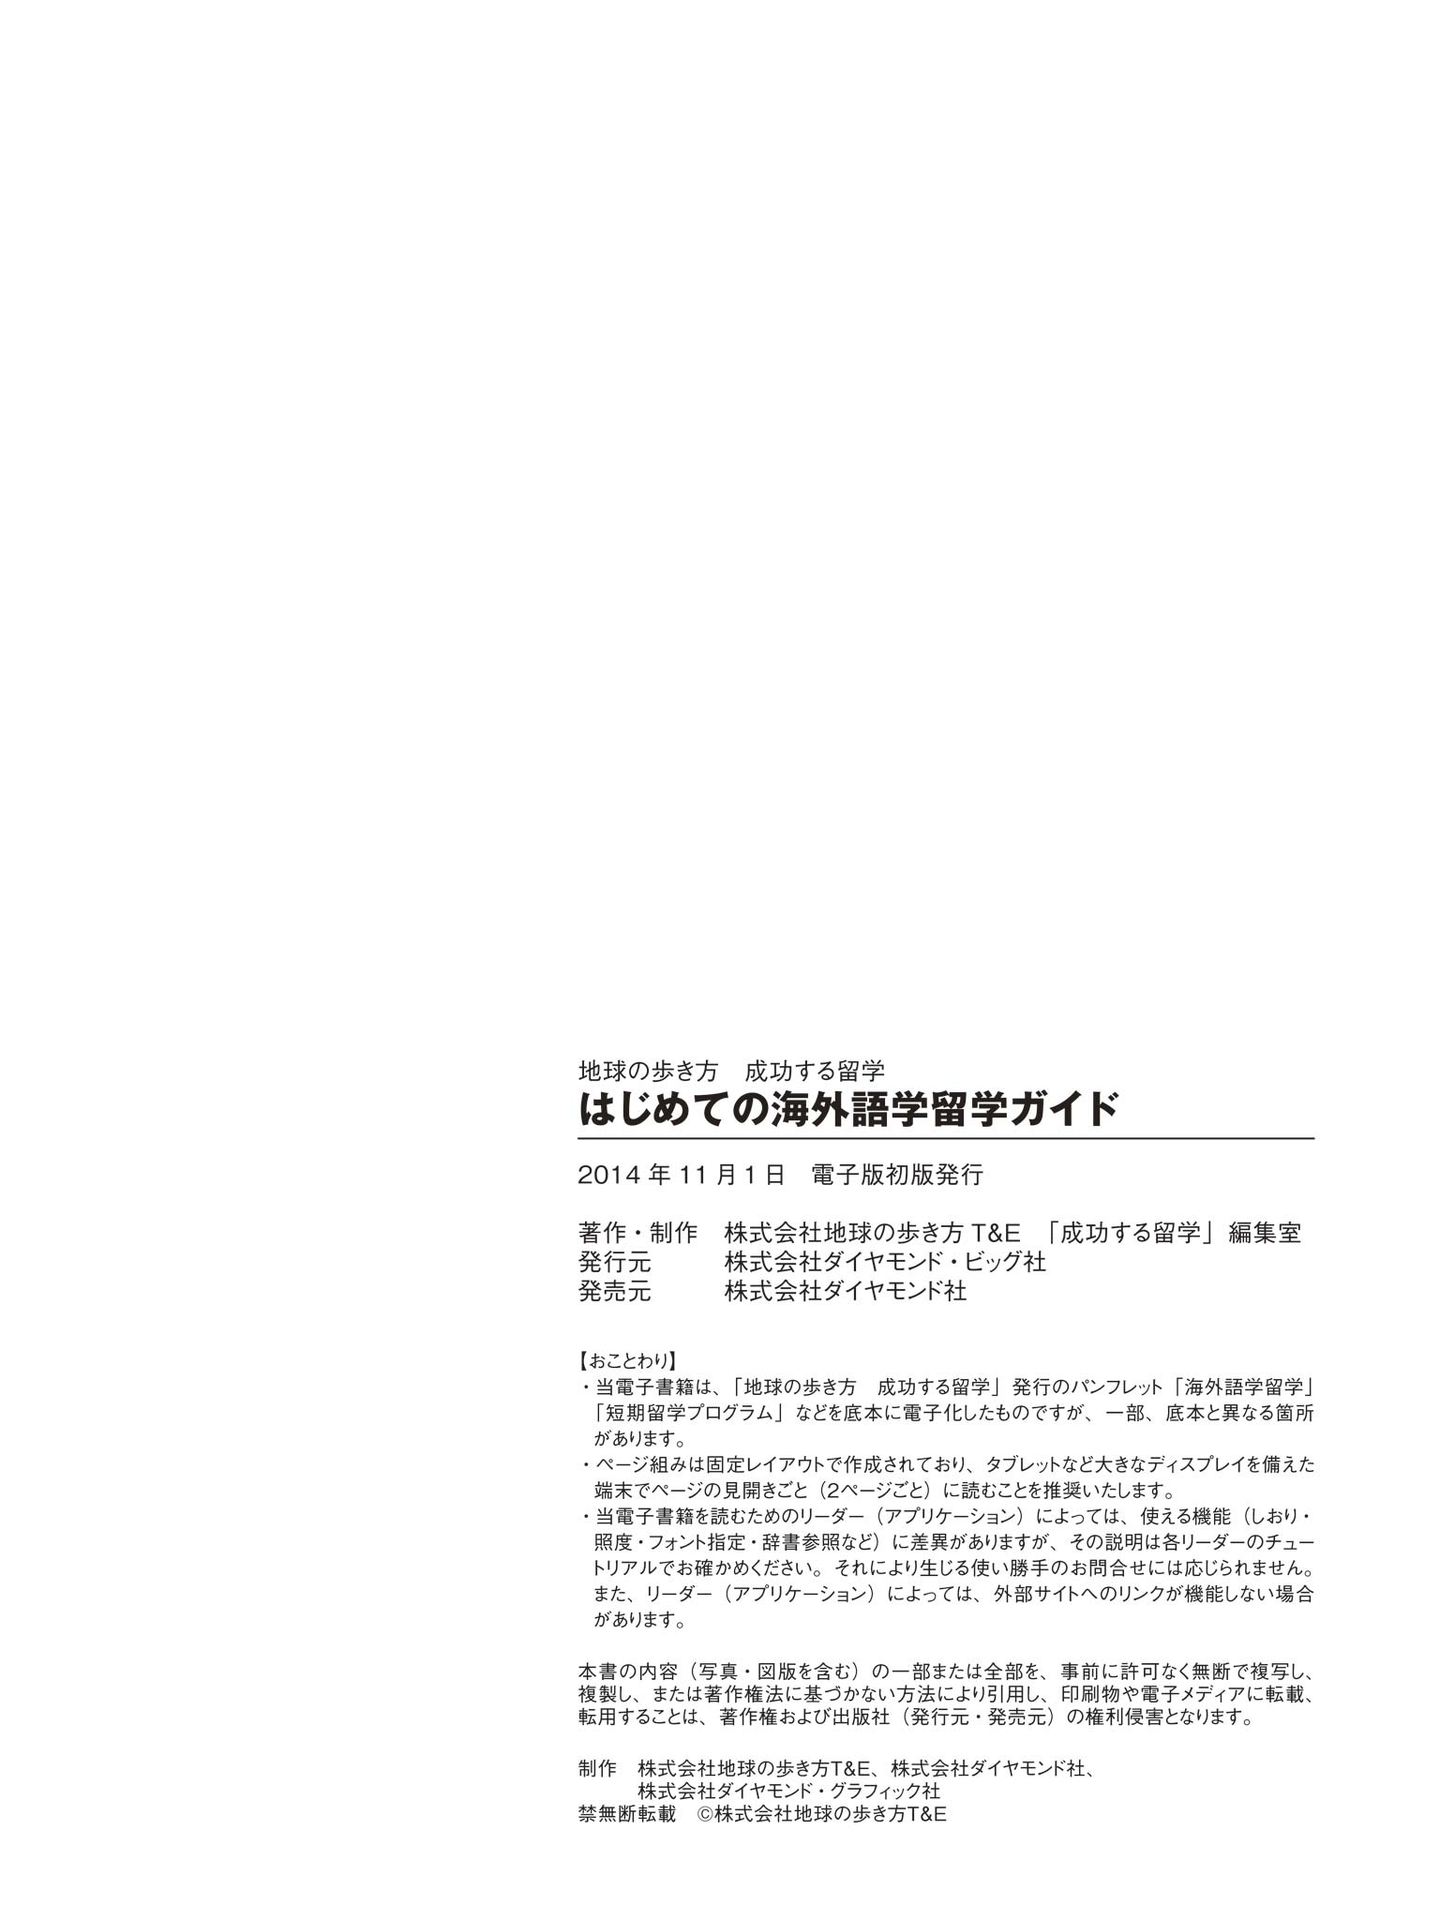 地球の歩き方　成功する留学
はじめての海外語学留学ガイド
2014 年 11 月 1 日　電子版初版発行
著作・制作　株式会社地球の歩き方 T&E　「成功する留学」編集室
発行元　　　株式会社ダイヤモンド・ビッグ社
発売元　　　株式会社ダイヤモンド社
【おことわり】
・当電子書籍は、「地球の歩き方　成功する留学」発行のパンフレット「海外語学留学」
「短期留学プログラム」などを底本に電子化したものですが、一部、底本と異なる箇所
があります。
・ページ組みは固定レイアウトで作成されており、タブレットなど大きなディスプレイを備えた
端末でページの見開きごと（2ページごと）に読むことを推奨いたします。
・当電子書籍を読むためのリーダー（アプリケーション）によっては、使える機能（しおり・
照度・フォント指定・辞書参照など）に差異がありますが、その説明は各リーダーのチュー
トリアルでお確かめください。それにより生じる使い勝手のお問合せには応じられません。
また、リーダー（アプリケーション）によっては、外部サイトへのリンクが機能しない場合
があります。
本書の内容（写真・図版を含む）の一部または全部を、事前に許可なく無断で複写し、
複製し、または著作権法に基づかない方法により引用し、印刷物や電子メディアに転載、
転用することは、著作権および出版社（発行元・発売元）の権利侵害となります。
制作　株式会社地球の歩き方T&E、株式会社ダイヤモンド社、
株式会社ダイヤモンド・グラフィック社
禁無断転載　©株式会社地球の歩き方T&E